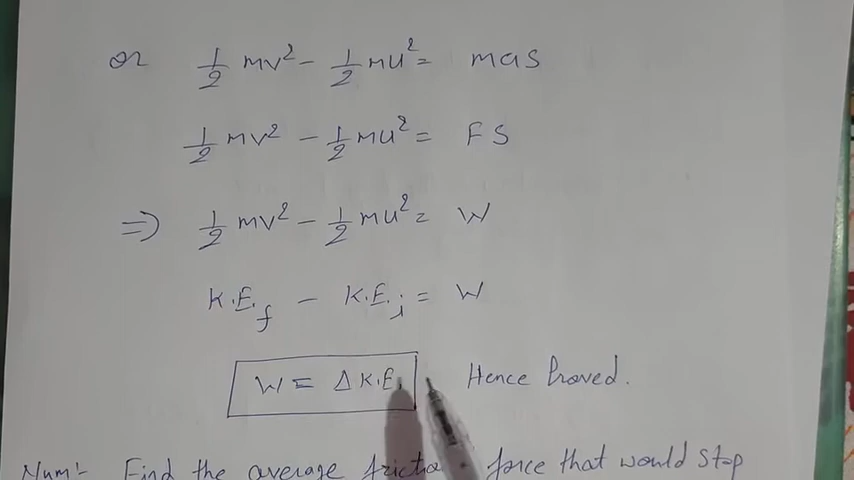 or 1/2 mv² - 1/2 mu² = mas
1/2 mv² - 1/2 mu² = FS
⇒ 1/2 mv² - 1/2 mu² = W
K.E.f - K.E.i = W
W = Δ K.E. Hence Proved.
Num:- Find the average friction force that would stop